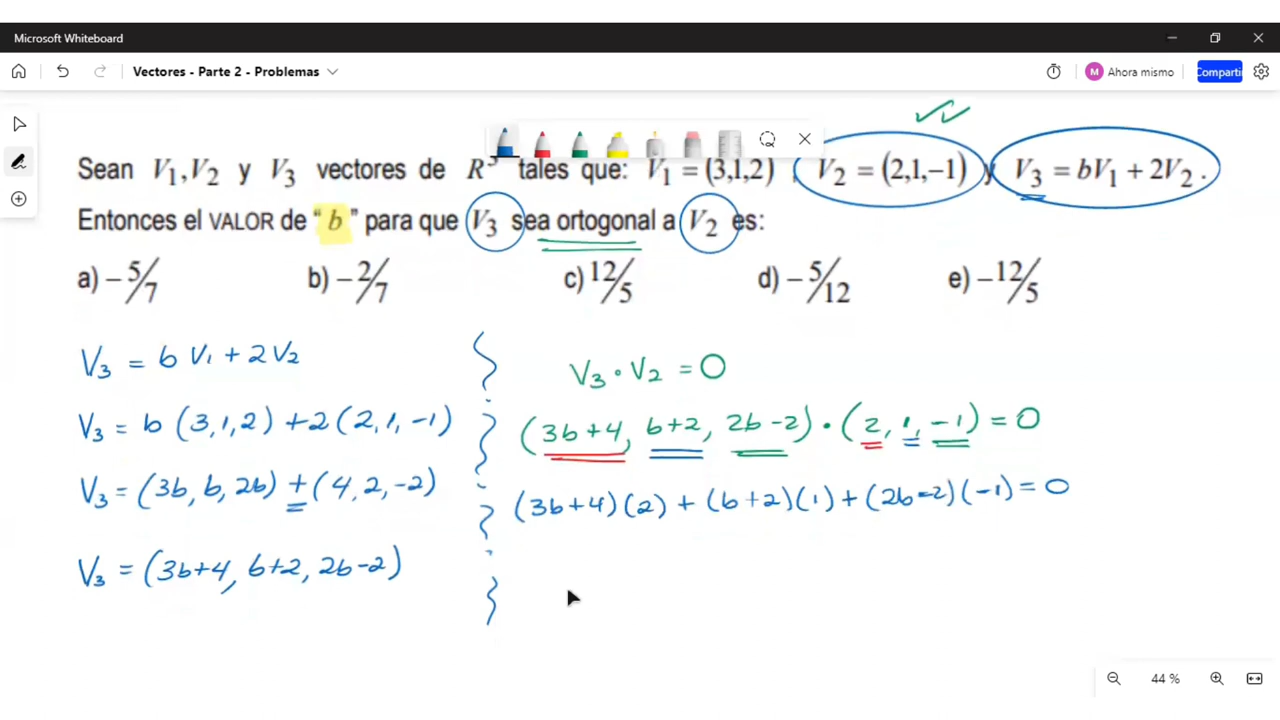 Microsoft Whiteboard
Vectores - Parte 2 - Problemas
M Ahora mismo Comparti
Sean V₁,V₂ y V₃ vectores de R³ tales que: V₁ = (3,1,2) , V₂ = (2,1,−1) y V₃ = bV₁ + 2V₂ .
Entonces el VALOR de “ b ” para que V₃ sea ortogonal a V₂ es:
a) − 5/7 b) − 2/7 c) 12/5 d) − 5/12 e) −12/5
V₃ = b V₁ + 2V₂
V₃ = b (3,1,2) + 2(2,1,-1)
V₃ = (3b, b, 2b) + (4,2,-2)
V₃ = (3b+4, b+2, 2b-2)
V₃ • V₂ = 0
(3b+4, b+2, 2b-2) • (2, 1, -1) = 0
(3b+4)(2) + (b+2)(1) + (2b-2)(-1) = 0
44 %